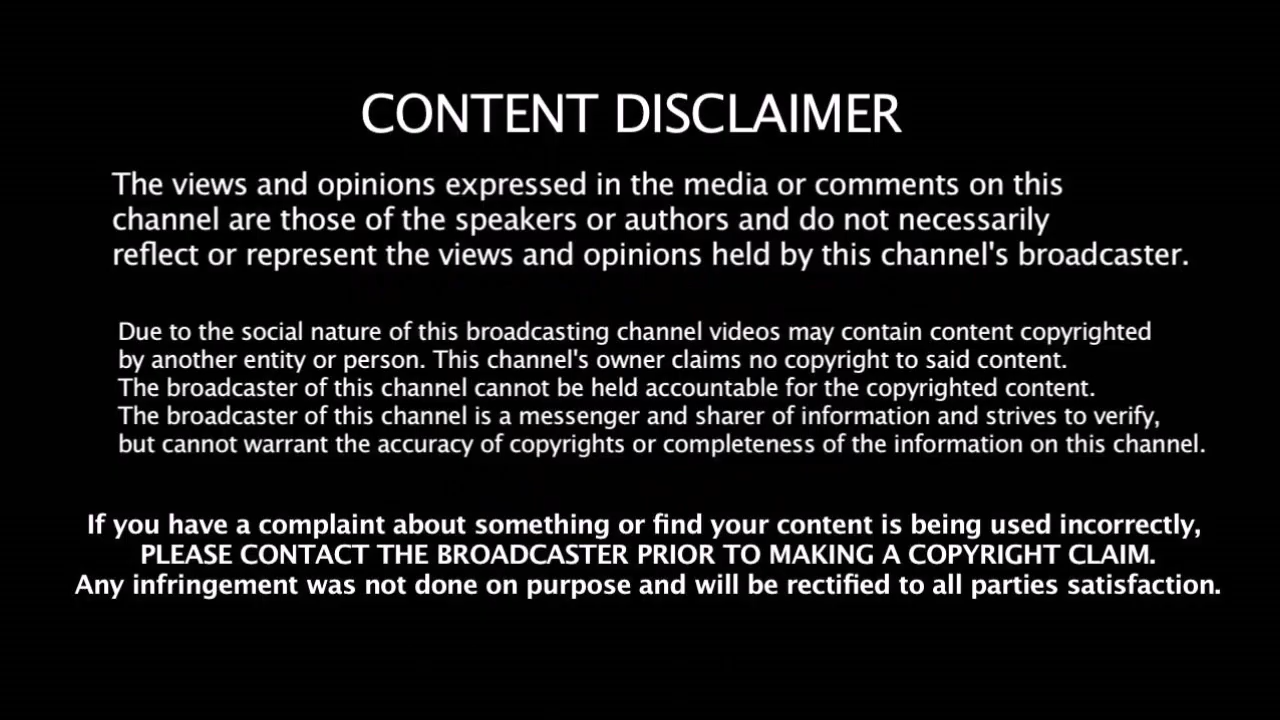 CONTENT DISCLAIMER
The views and opinions expressed in the media or comments on this
channel are those of the speakers or authors and do not necessarily
reflect or represent the views and opinions held by this channel's broadcaster.
Due to the social nature of this broadcasting channel videos may contain content copyrighted
by another entity or person. This channel's owner claims no copyright to said content.
The broadcaster of this channel cannot be held accountable for the copyrighted content.
The broadcaster of this channel is a messenger and sharer of information and strives to verify,
but cannot warrant the accuracy of copyrights or completeness of the information on this channel.
If you have a complaint about something or find your content is being used incorrectly,
PLEASE CONTACT THE BROADCASTER PRIOR TO MAKING A COPYRIGHT CLAIM.
Any infringement was not done on purpose and will be rectified to all parties satisfaction.